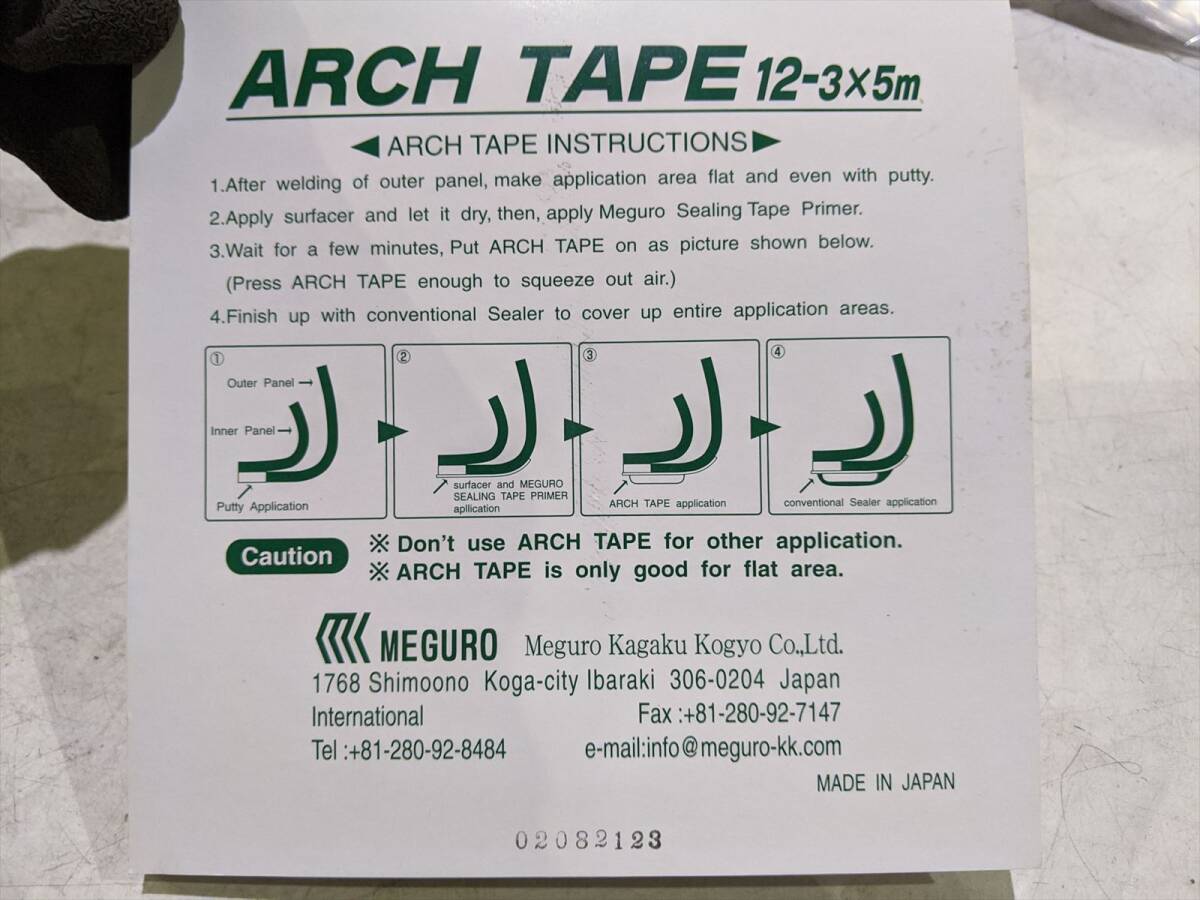 ARCH TAPE 12-3×5m
◀ARCH TAPE INSTRUCTIONS▶
1.After welding of outer panel, make application area flat and even with putty.
2.Apply surfacer and let it dry, then, apply Meguro Sealing Tape Primer.
3.Wait for a few minutes, Put ARCH TAPE on as picture shown below.
(Press ARCH TAPE enough to squeeze out air.)
4.Finish up with conventional Sealer to cover up entire application areas.
①
Outer Panel→
Inner Panel→
Putty Application
②
surfacer and MEGURO
SEALING TAPE PRIMER
apllication
③
ARCH TAPE application
④
conventional Sealer application
Caution
※ Don't use ARCH TAPE for other application.
※ ARCH TAPE is only good for flat area.
MEGURO Meguro Kagaku Kogyo Co.,Ltd.
1768 Shimoono Koga-city Ibaraki 306-0204 Japan
International Fax :+81-280-92-7147
Tel :+81-280-92-8484 e-mail:info@meguro-kk.com
MADE IN JAPAN
02082123